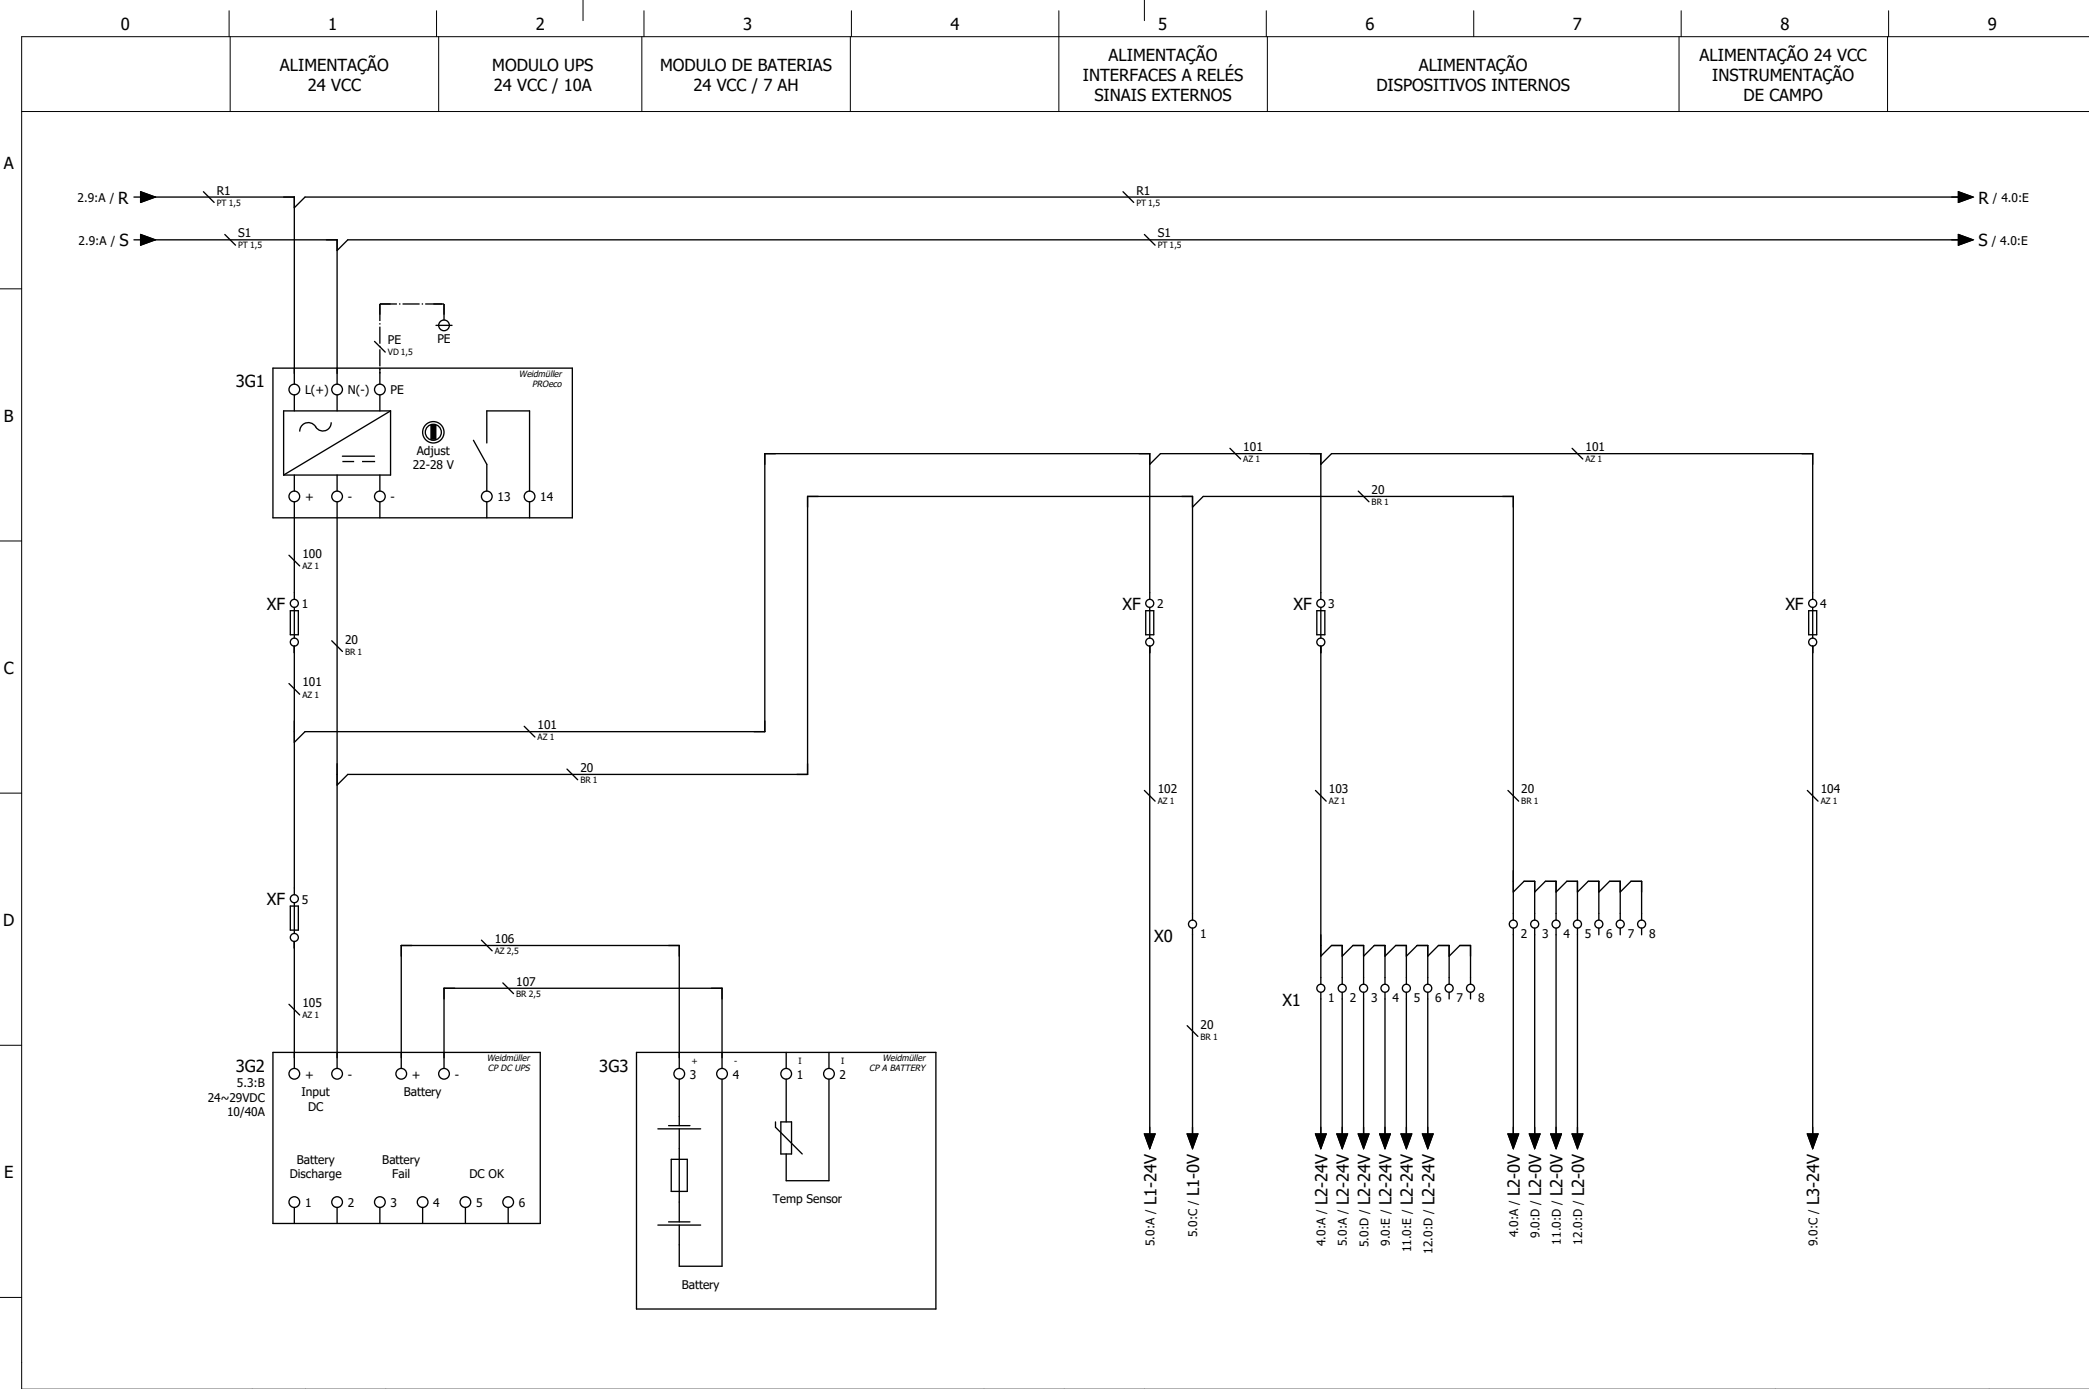 0 1 2 3 4 5 6 7 8 9
ALIMENTAÇÃO
24 VCC
MODULO UPS
24 VCC / 10A
MODULO DE BATERIAS
24 VCC / 7 AH
ALIMENTAÇÃO
INTERFACES A RELÉS
SINAIS EXTERNOS
ALIMENTAÇÃO
DISPOSITIVOS INTERNOS
ALIMENTAÇÃO 24 VCC
INSTRUMENTAÇÃO
DE CAMPO
A
2.9:A / R
R1
PT 1,5
R1
PT 1,5
R / 4.0:E
2.9:A / S
S1
PT 1,5
S1
PT 1,5
S / 4.0:E
PE
VD 1,5
PE
B
3G1
Weidmüller
PROeco
L(+) N(-) PE
Adjust
22-28 V
+ - - 13 14
101
AZ 1
101
AZ 1
20
BR 1
C
100
AZ 1
XF 1
XF 2
XF 3
XF 4
20
BR 1
101
AZ 1
101
AZ 1
20
BR 1
102
AZ 1
103
AZ 1
20
BR 1
104
AZ 1
D
XF 5
X0 1
2 3 4 5 6 7 8
106
AZ 2,5
107
BR 2,5
105
AZ 1
X1 1 2 3 4 5 6 7 8
20
BR 1
E
3G2
5.3:B
24~29VDC
10/40A
Weidmüller
CP DC UPS
+ - + -
Input
DC
Battery
Battery
Discharge
Battery
Fail
DC OK
1 2 3 4 5 6
3G3
Weidmüller
CP A BATTERY
+ - I I
3 4 1 2
Temp Sensor
Battery
5.0:A / L1-24V
5.0:C / L1-0V
4.0:A / L2-24V
5.0:A / L2-24V
5.0:D / L2-24V
9.0:E / L2-24V
11.0:E / L2-24V
12.0:D / L2-24V
4.0:A / L2-0V
9.0:D / L2-0V
11.0:D / L2-0V
12.0:D / L2-0V
9.0:C / L3-24V